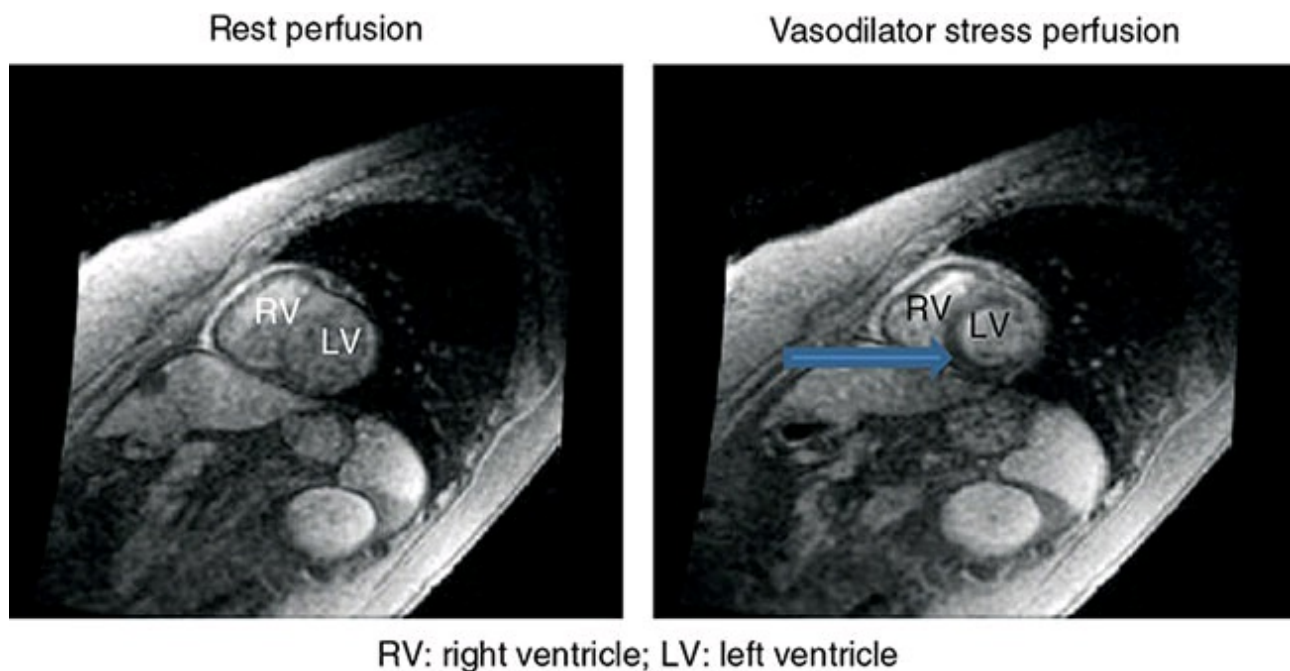 Rest perfusion
Vasodilator stress perfusion
RV
LV
RV
LV
RV: right ventricle; LV: left ventricle